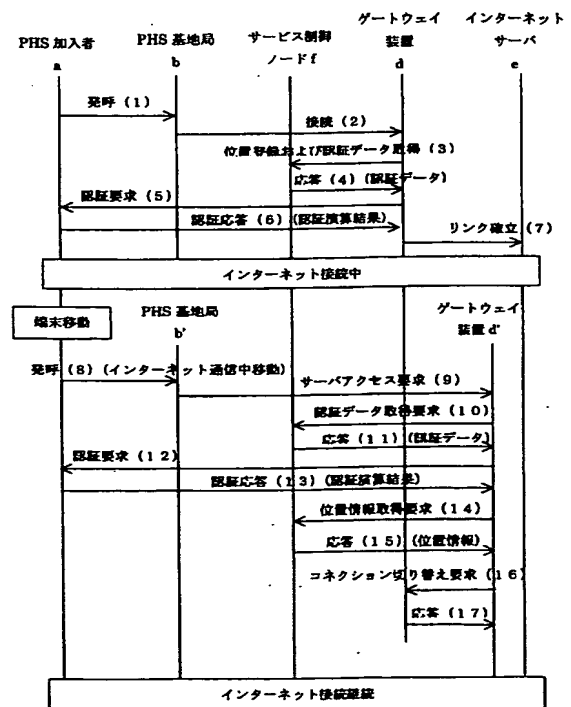 PHS 加入者
a
PHS 基地局
b
サービス制御
ノード f
ゲートウェイ
装置
d
インターネット
サーバ
e
発呼 (1)
接続 (2)
位置登録および認証データ取得 (3)
応答 (4) (認証データ)
認証要求 (5)
認証応答 (6) (認証演算結果)
リンク確立 (7)
インターネット接続中
端末移動
PHS 基地局
b'
ゲートウェイ
装置 d'
発呼 (8) (インターネット通信中移動)
サーバアクセス要求 (9)
認証データ取得要求 (10)
応答 (11) (認証データ)
認証要求 (12)
認証応答 (13) (認証演算結果)
位置情報取得要求 (14)
応答 (15) (位置情報)
コネクション切り替え要求 (16)
応答 (17)
インターネット接続継続